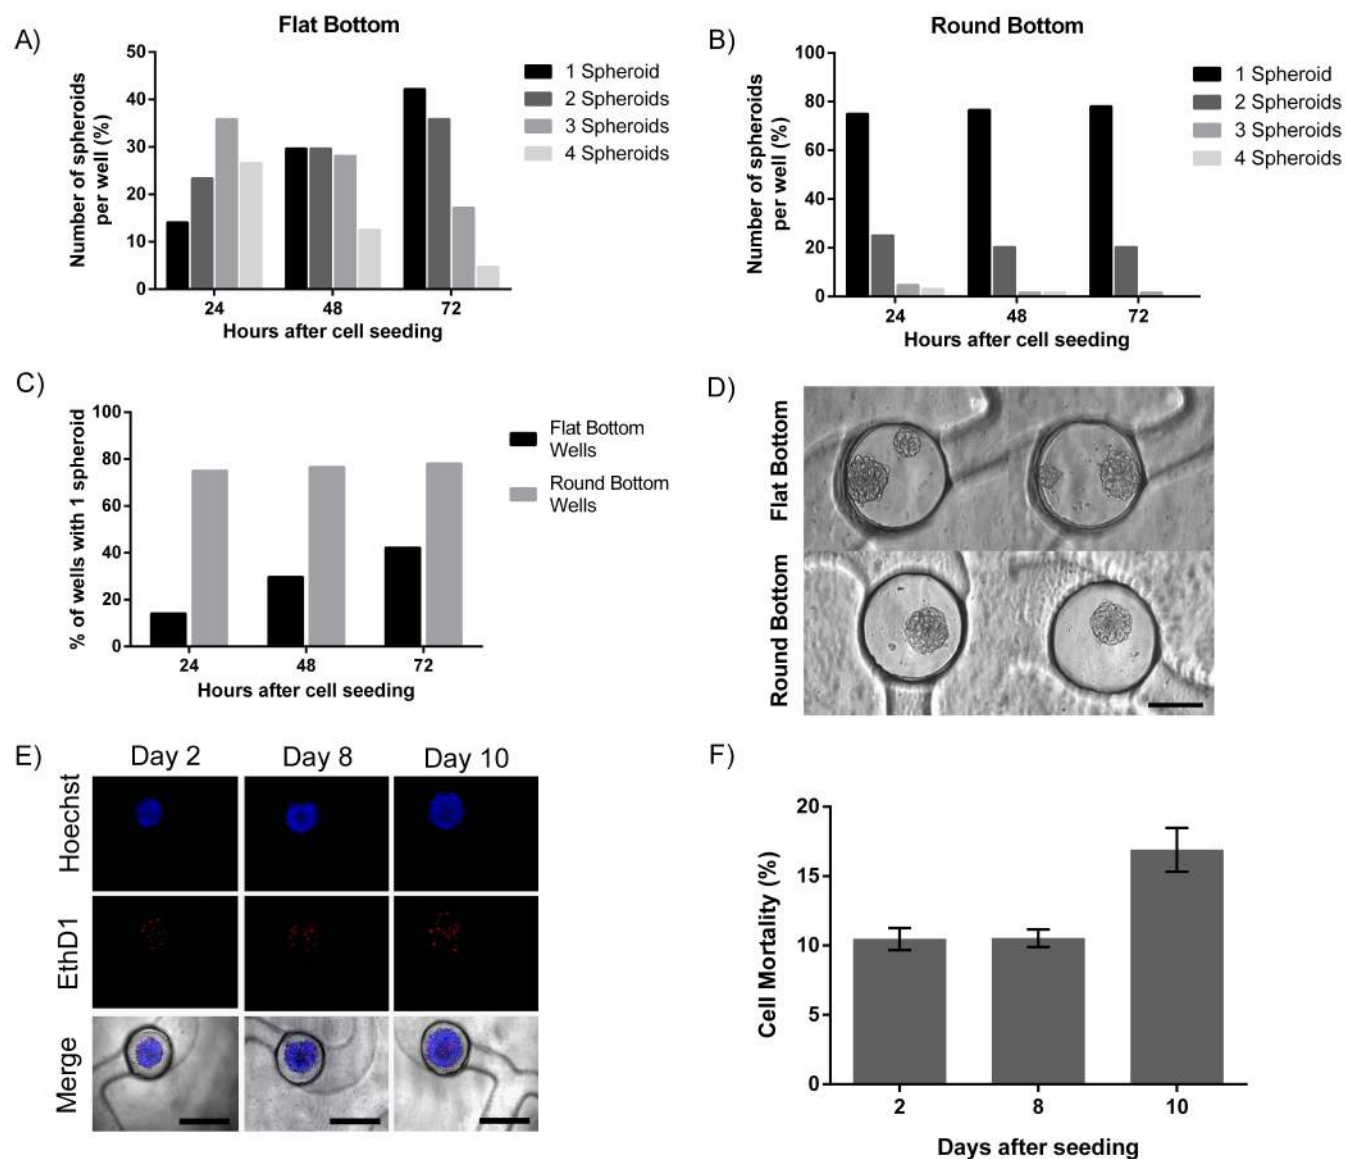 A)
Flat Bottom
Number of spheroids
per well (%)
50
40
30
20
10
0
24
48
72
Hours after cell seeding
1 Spheroid
2 Spheroids
3 Spheroids
4 Spheroids
B)
Round Bottom
Number of spheroids
per well (%)
100
80
60
40
20
0
24
48
72
Hours after cell seeding
1 Spheroid
2 Spheroids
3 Spheroids
4 Spheroids
C)
% of wells with 1 spheroid
100
80
60
40
20
0
24
48
72
Hours after cell seeding
Flat Bottom
Wells
Round Bottom
Wells
D)
Flat Bottom
Round Bottom
E)
Day 2
Day 8
Day 10
Hoechst
EthD1
Merge
F)
Cell Mortality (%)
20
15
10
5
0
2
8
10
Days after seeding